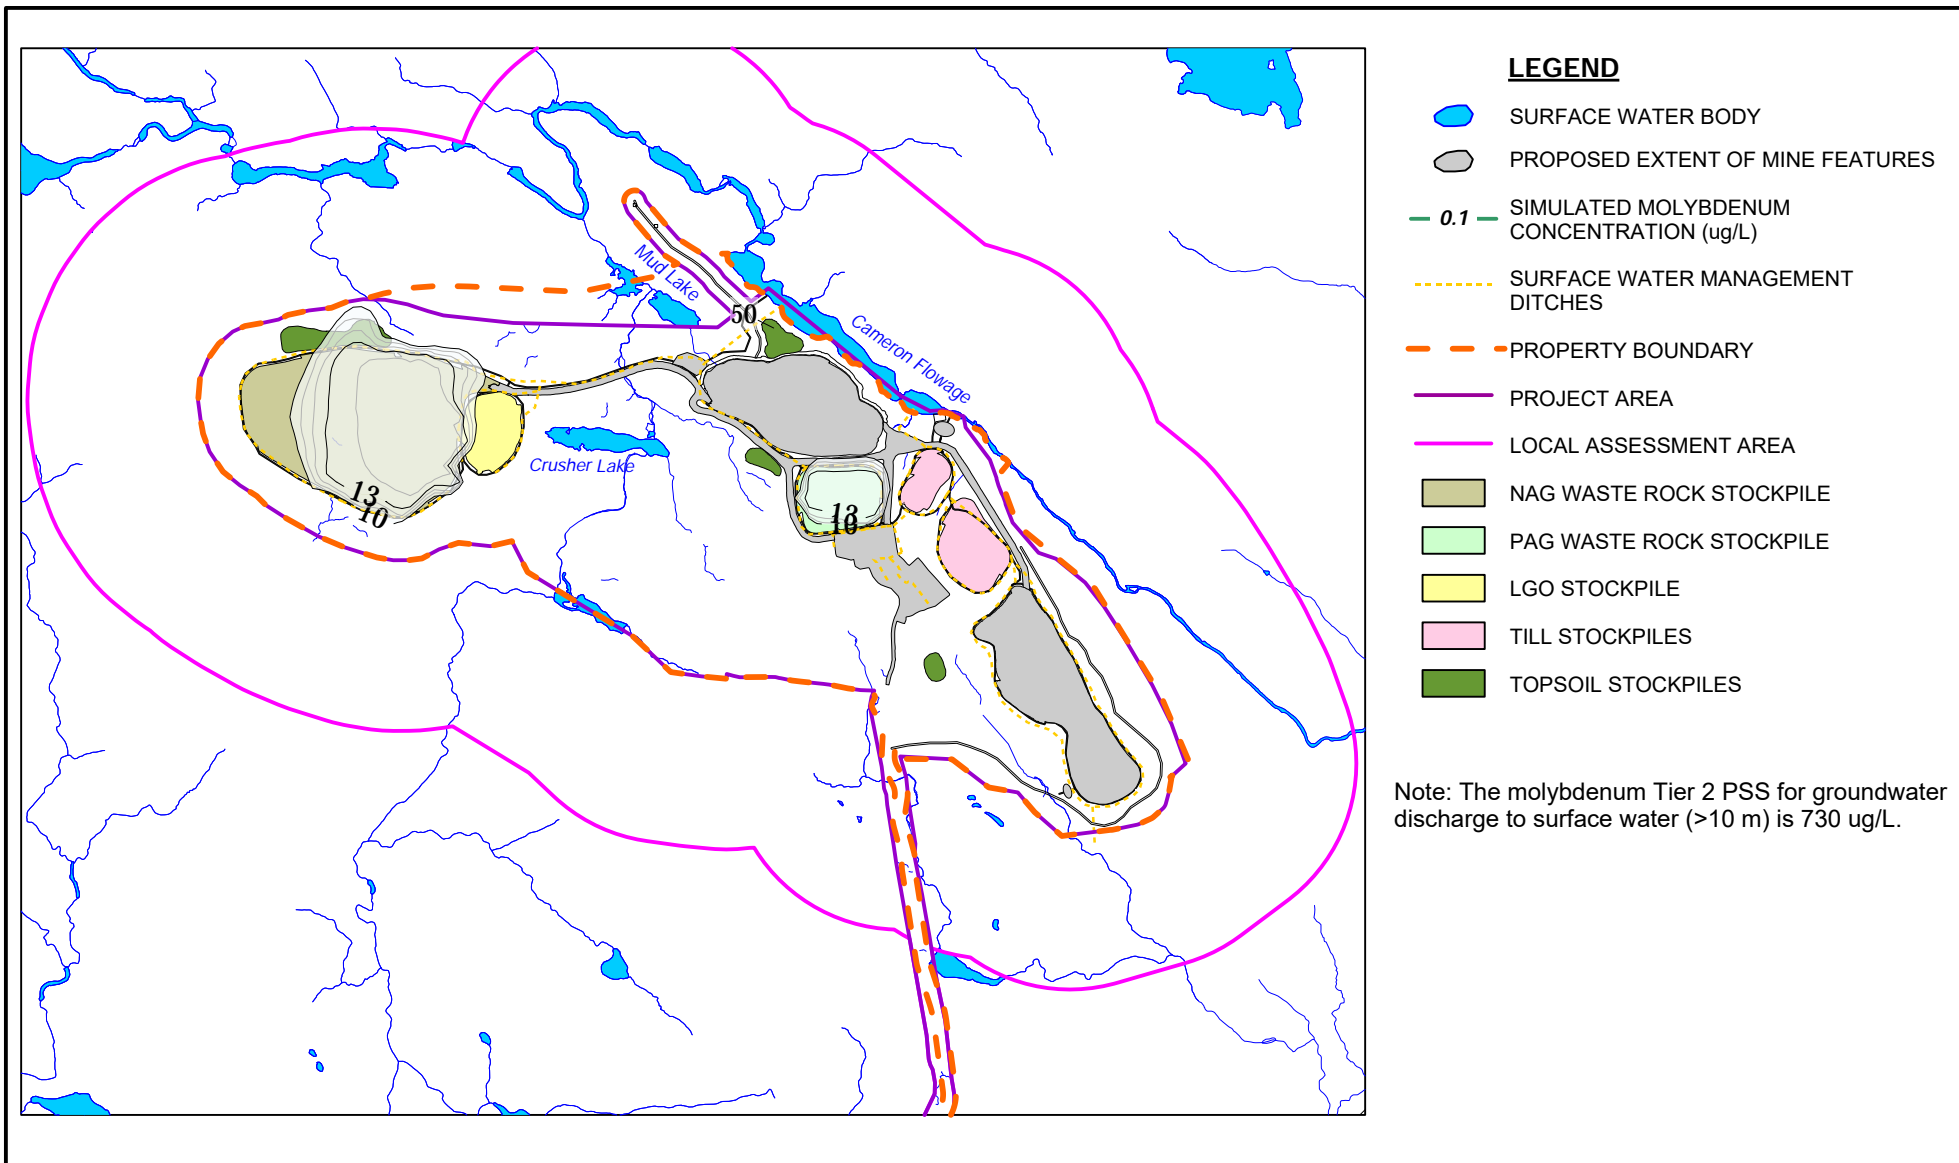 LEGEND
SURFACE WATER BODY
PROPOSED EXTENT OF MINE FEATURES
0.1
SIMULATED MOLYBDENUM
CONCENTRATION (ug/L)
SURFACE WATER MANAGEMENT
DITCHES
PROPERTY BOUNDARY
PROJECT AREA
LOCAL ASSESSMENT AREA
NAG WASTE ROCK STOCKPILE
PAG WASTE ROCK STOCKPILE
LGO STOCKPILE
TILL STOCKPILES
TOPSOIL STOCKPILES
Note: The molybdenum Tier 2 PSS for groundwater
discharge to surface water (>10 m) is 730 ug/L.
Mud Lake
50
Cameron Flowage
Crusher Lake
13
10
13
10